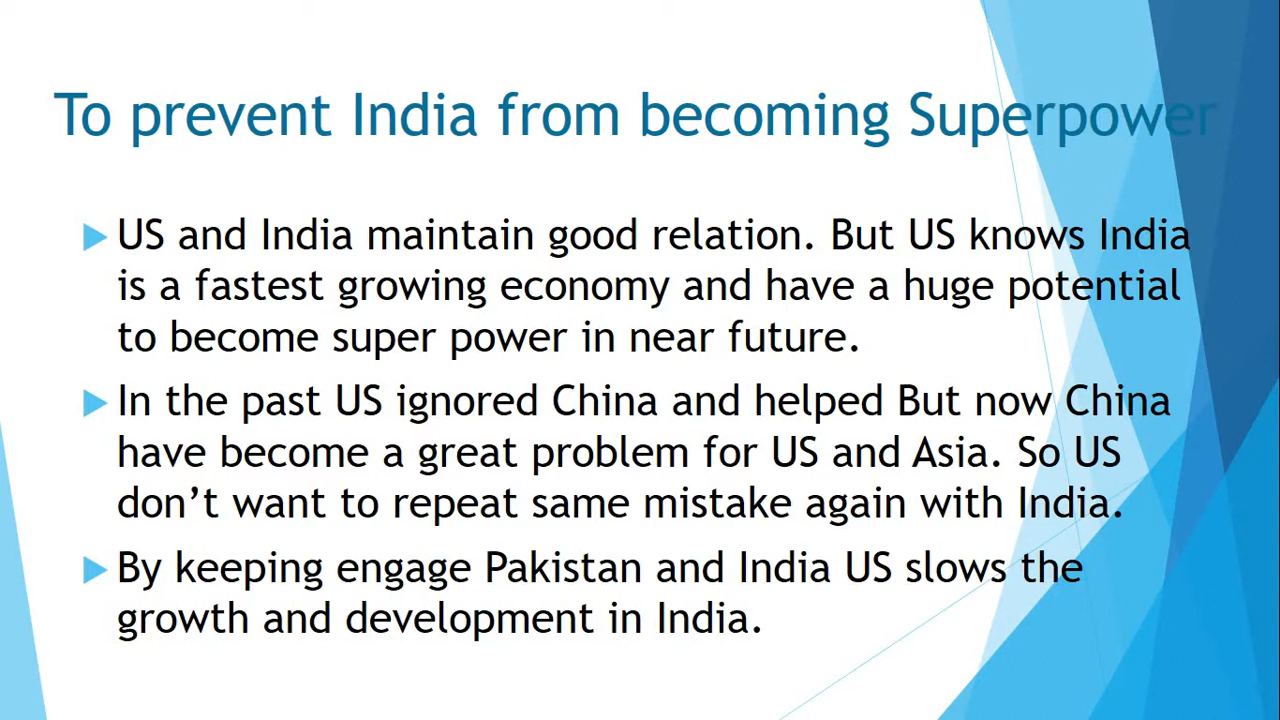 To prevent India from becoming Superpower
US and India maintain good relation. But US knows India
is a fastest growing economy and have a huge potential
to become super power in near future.
In the past US ignored China and helped But now China
have become a great problem for US and Asia. So US
don’t want to repeat same mistake again with India.
By keeping engage Pakistan and India US slows the
growth and development in India.